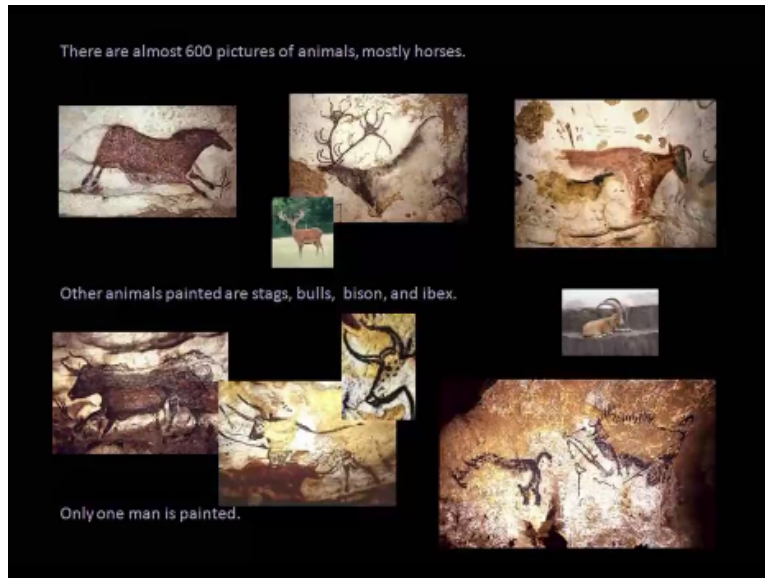 There are almost 600 pictures of animals, mostly horses.
Other animals painted are stags, bulls, bison, and ibex.
Only one man is painted.